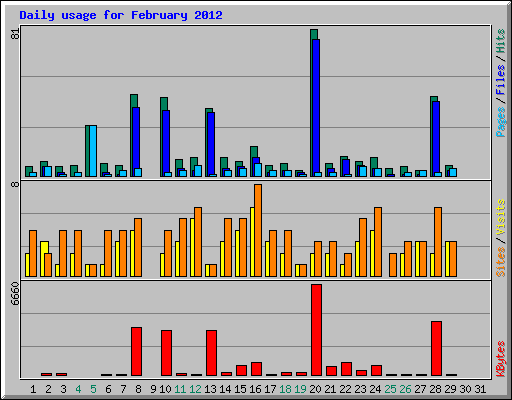 Daily usage for February 2012
81
Pages / Files / Hits
8
Sites / Visits
6660
KBytes
1 2 3 4 5 6 7 8 9 10 11 12 13 14 15 16 17 18 19 20 21 22 23 24 25 26 27 28 29 30 31